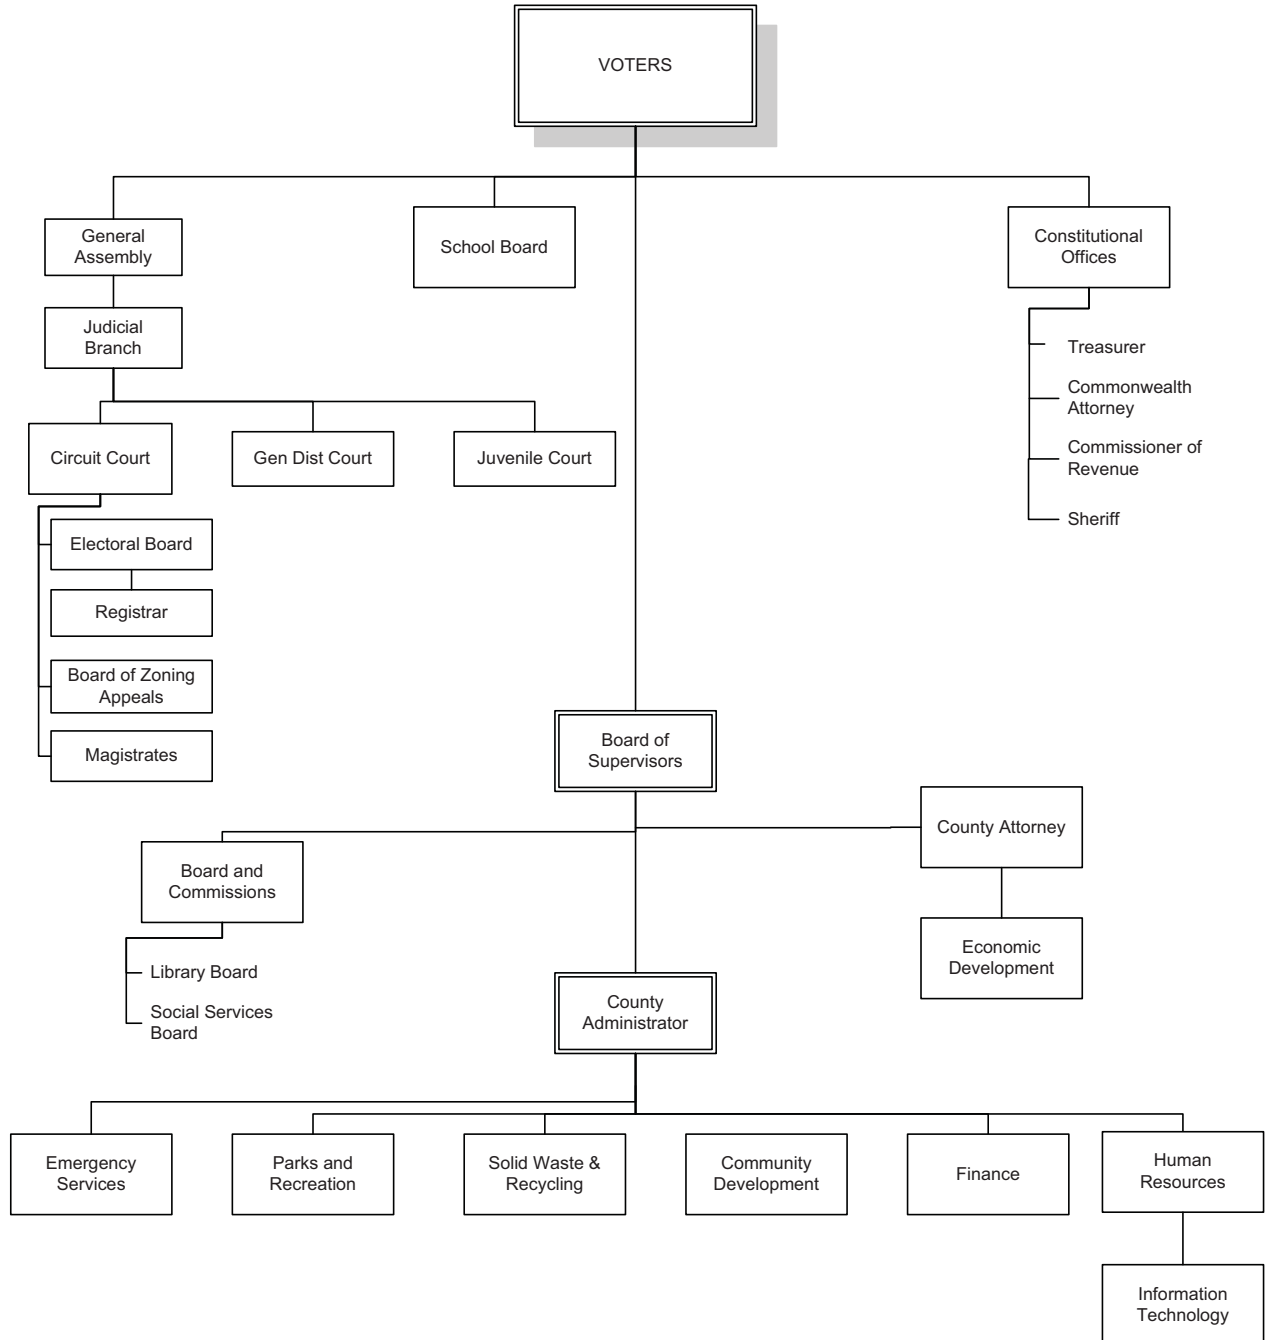 VOTERS
General
Assembly
School Board
Constitutional
Offices
Judicial
Branch
Treasurer
Commonwealth
Attorney
Commissioner of
Revenue
Sheriff
Circuit Court
Gen Dist Court
Juvenile Court
Electoral Board
Registrar
Board of Zoning
Appeals
Magistrates
Board of
Supervisors
County Attorney
Board and
Commissions
Economic
Development
Library Board
Social Services
Board
County
Administrator
Emergency
Services
Parks and
Recreation
Solid Waste &
Recycling
Community
Development
Finance
Human
Resources
Information
Technology